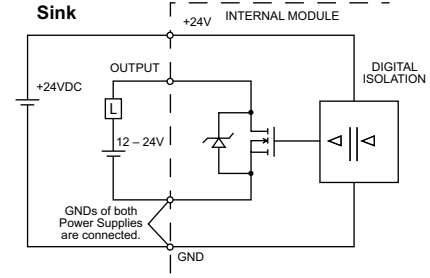 Sink
+24V
INTERNAL MODULE
OUTPUT
DIGITAL
ISOLATION
+24VDC
L
12 – 24V
GNDs of both
Power Supplies
are connected.
GND